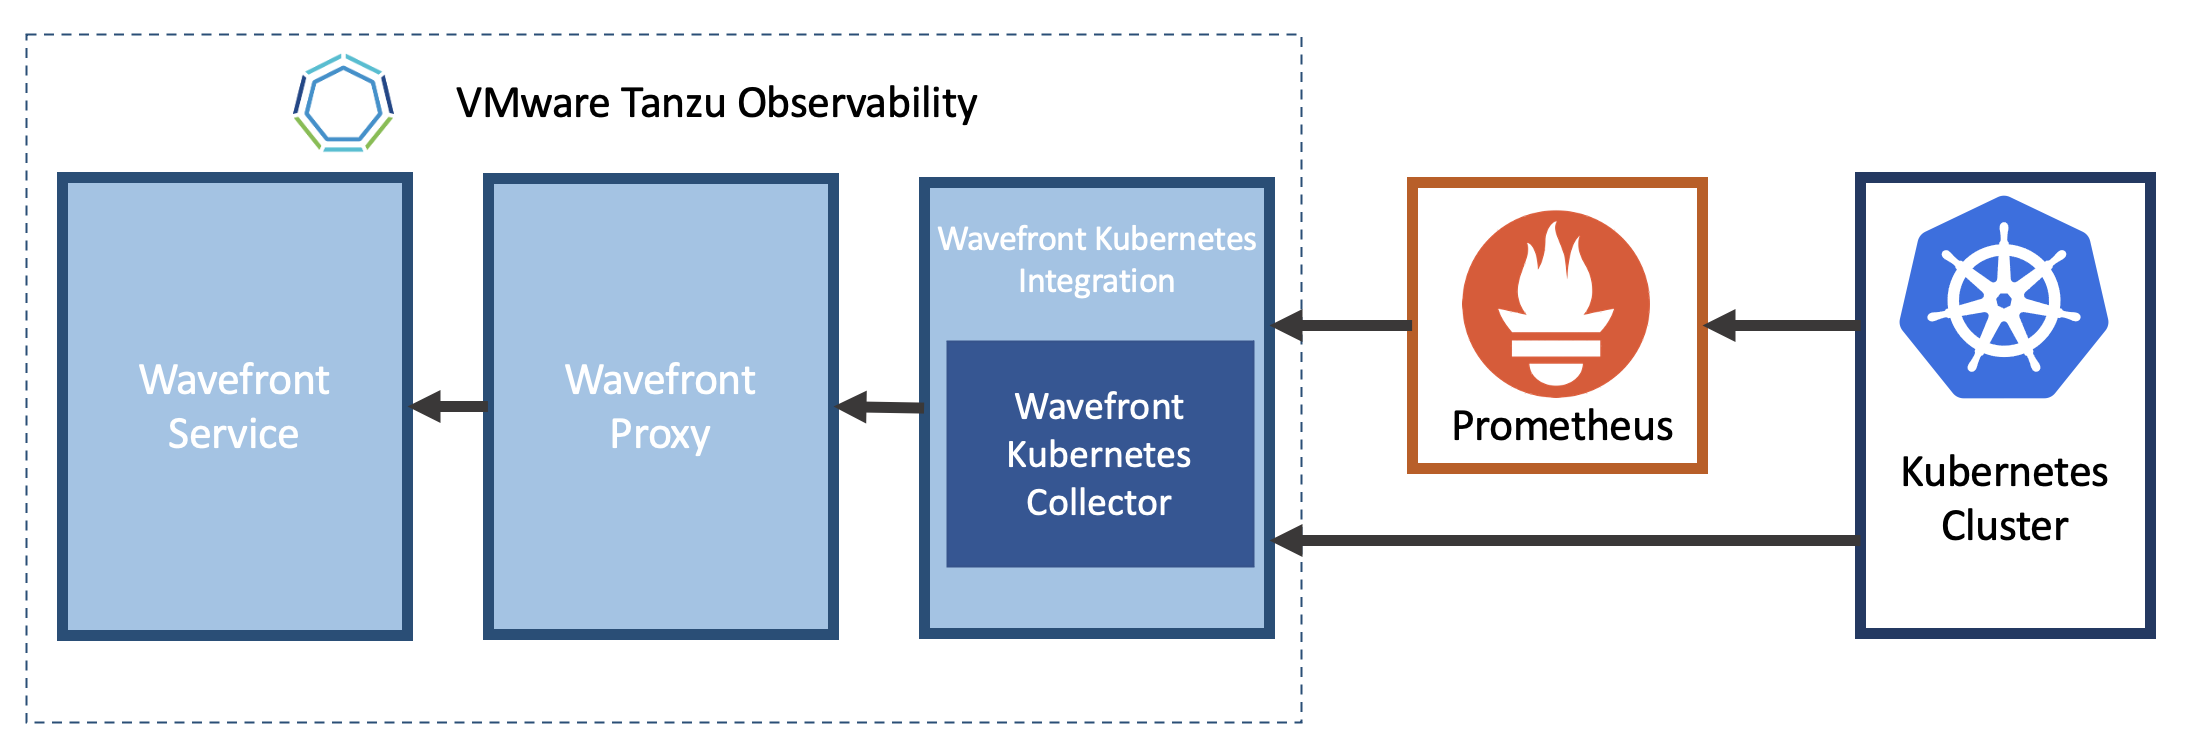 VMware Tanzu Observability
Wavefront
Service
Wavefront
Proxy
Wavefront Kubernetes
Integration
Wavefront
Kubernetes
Collector
Prometheus
Kubernetes
Cluster